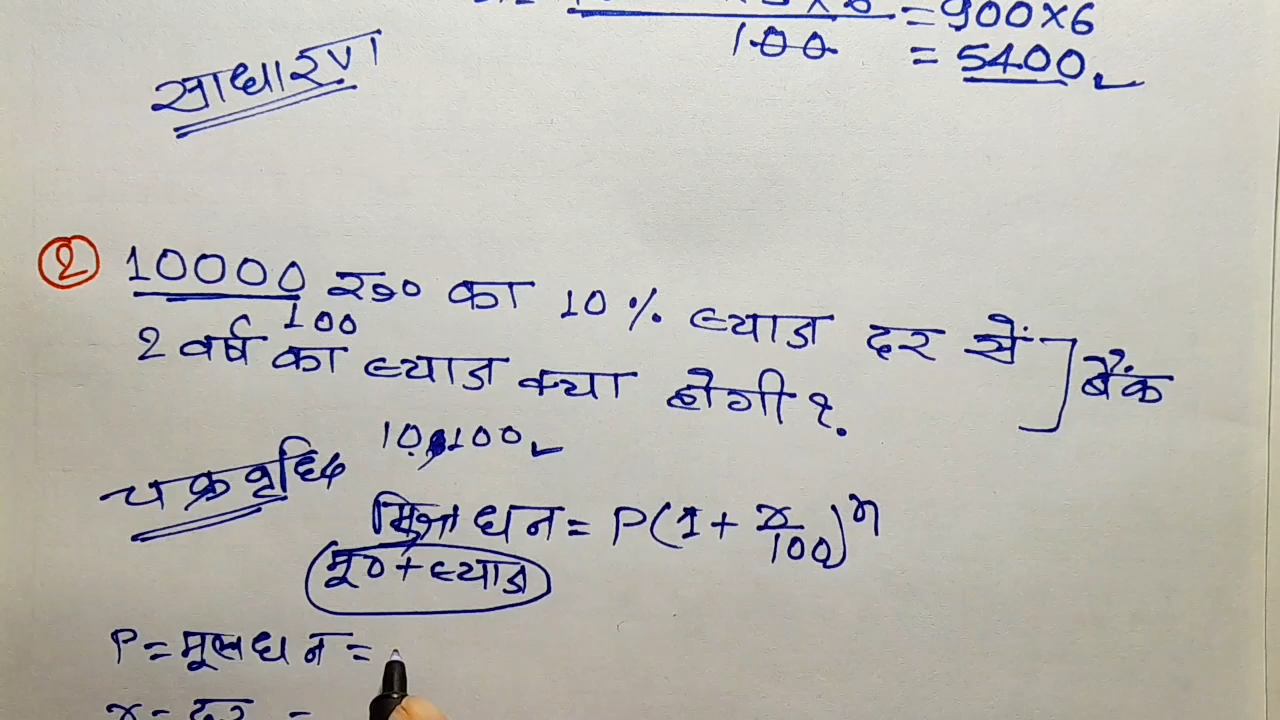 = 900×6
100 = 5400
साधारण
② 10000 रु० का 10% ब्याज दर से ] बैंक
100
2 वर्ष का ब्याज क्या होगी?
10,100
चक्रवृद्धि
मिश्रधन = P(1 + r/100)^n
मू० + ब्याज
P = मूलधन =
r = दर =